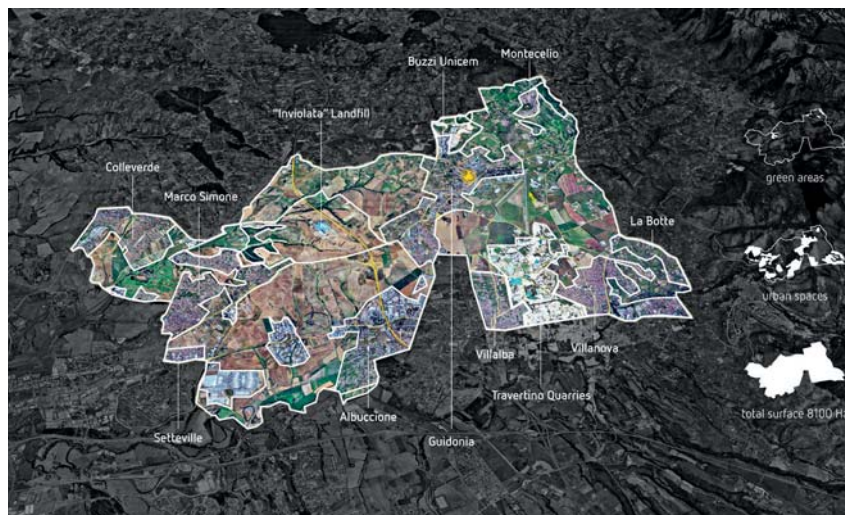 Montecelio
Buzzi Unicem
"Inviolata" Landfill
Colleverde
Marco Simone
green areas
La Botte
urban spaces
Villalba
Villanova
Travertino Quarries
total surface 8100 H
Albuccione
Setteville
Guidonia